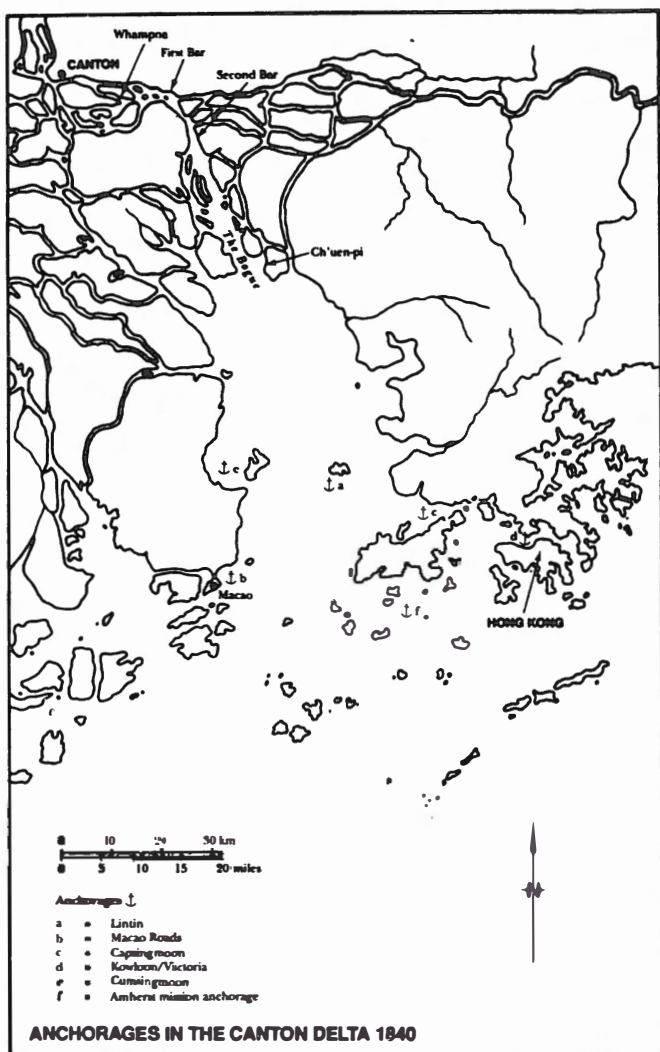 Whampoa
First Bar
CANTON
Second Bar
The Bogue
Ch'uen-pi
e
a
c
d
b
Macao
f
HONG KONG
0 10 20 30 km
0 5 10 15 20 miles
N
Anchorages
a " Lintin
b " Macao Roads
c " Capsingmoon
d " Kowloon/Victoria
e " Cumsingmoon
f " Amherst mission anchorage
ANCHORAGES IN THE CANTON DELTA 1840